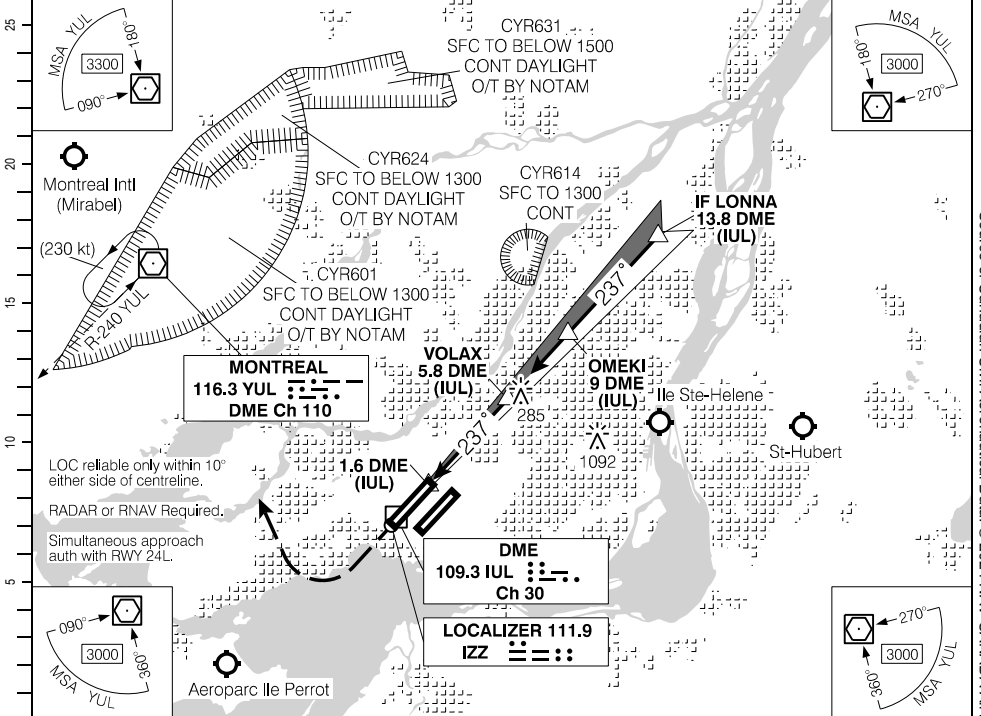 25
20
15
10
5
MSA YUL
180°
3300
090°
MSA YUL
180°
3000
270°
CYR631
SFC TO BELOW 1500
CONT DAYLIGHT
O/T BY NOTAM
Montreal Intl
(Mirabel)
CYR624
SFC TO BELOW 1300
CONT DAYLIGHT
O/T BY NOTAM
CYR614
SFC TO 1300
CONT
IF LONNA
13.8 DME
(IUL)
(230 kt)
R-240 YUL
CYR601
SFC TO BELOW 1300
CONT DAYLIGHT
O/T BY NOTAM
237°
MONTREAL
116.3 YUL
DME Ch 110
VOLAX
5.8 DME
(IUL)
OMEKI
9 DME
(IUL)
285
Ile Ste-Helene
1092
St-Hubert
237°
LOC reliable only within 10°
either side of centreline.
RADAR or RNAV Required.
Simultaneous approach
auth with RWY 24L.
1.6 DME
(IUL)
DME
109.3 IUL
Ch 30
LOCALIZER 111.9
IZZ
090°
3000
360°
MSA YUL
Aeroparc Ile Perrot
270°
3000
360°
MSA YUL